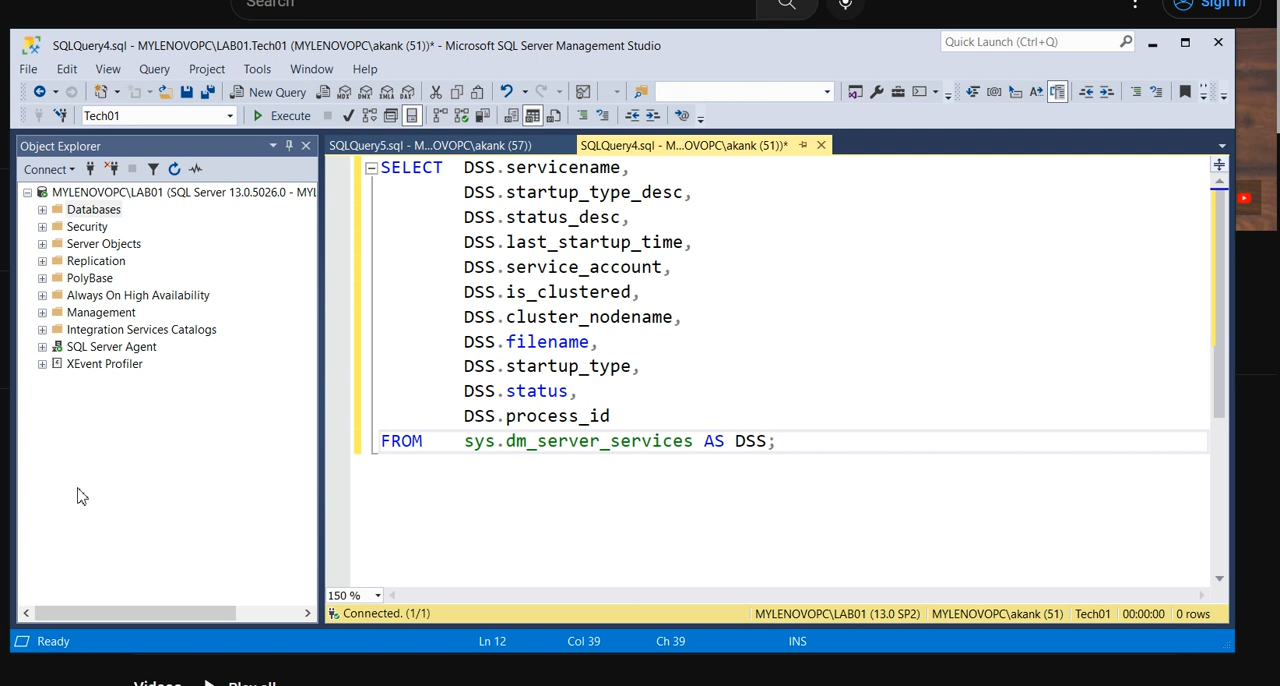 Search
Sign in
SQLQuery4.sql - MYLENOVOPC\LAB01.Tech01 (MYLENOVOPC\akank (51))* - Microsoft SQL Server Management Studio
Quick Launch (Ctrl+Q)
File Edit View Query Project Tools Window Help
New Query
MDX DMX XMLA DAX
Tech01
Execute
Object Explorer
SQLQuery5.sql - M...OVOPC\akank (57))
SQLQuery4.sql - M...OVOPC\akank (51))*
Connect
MYLENOVOPC\LAB01 (SQL Server 13.0.5026.0 - MYL
Databases
Security
Server Objects
Replication
PolyBase
Always On High Availability
Management
Integration Services Catalogs
SQL Server Agent
XEvent Profiler
SELECT DSS.servicename,
DSS.startup_type_desc,
DSS.status_desc,
DSS.last_startup_time,
DSS.service_account,
DSS.is_clustered,
DSS.cluster_nodename,
DSS.filename,
DSS.startup_type,
DSS.status,
DSS.process_id
FROM sys.dm_server_services AS DSS;
150 %
Connected. (1/1)
MYLENOVOPC\LAB01 (13.0 SP2) MYLENOVOPC\akank (51) Tech01 00:00:00 0 rows
Ready Ln 12 Col 39 Ch 39 INS
Videos Play all